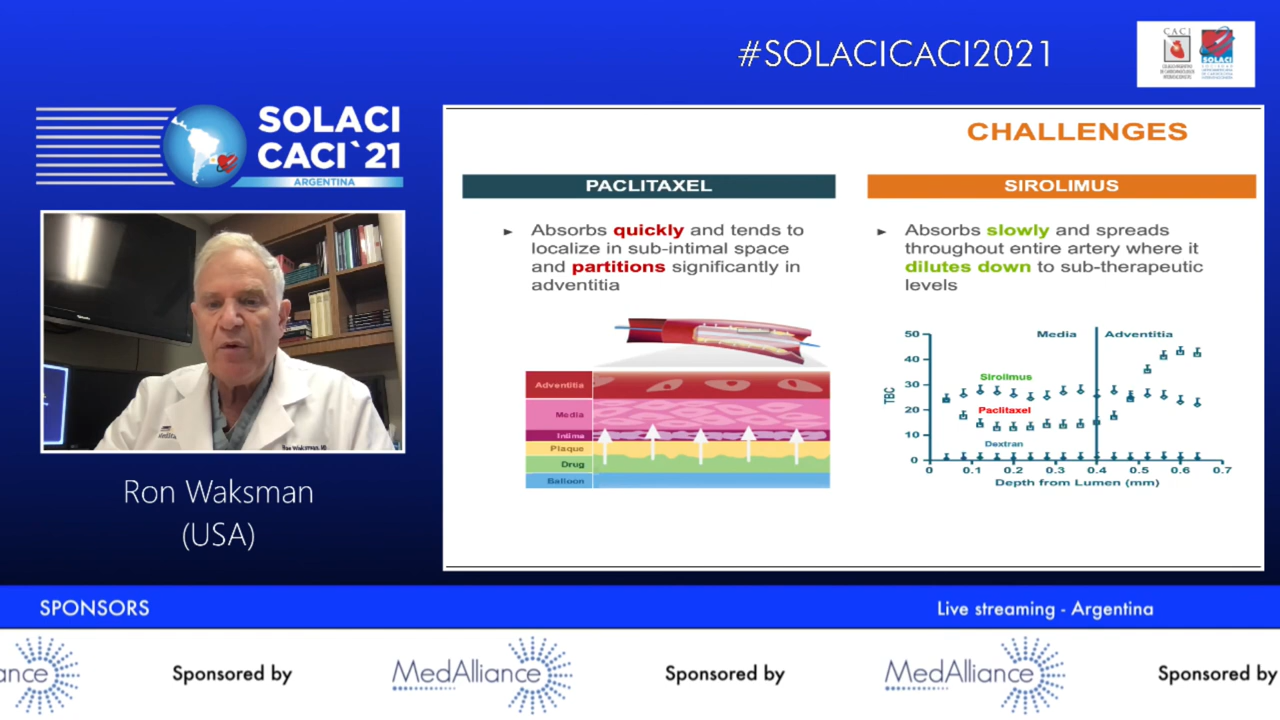 #SOLACICACI2021
CACI
SOLACI
SOLACI
CACI`21
ARGENTINA
Ron Waksman
(USA)
CHALLENGES
PACLITAXEL
► Absorbs quickly and tends to
localize in sub-intimal space
and partitions significantly in
adventitia
Adventitia
Media
Intima
Plaque
Drug
Balloon
SIROLIMUS
► Absorbs slowly and spreads
throughout entire artery where it
dilutes down to sub-therapeutic
levels
Media Adventitia
50
40
30
20
10
0
TBC
Sirolimus
Paclitaxel
Dextran
0 0.1 0.2 0.3 0.4 0.5 0.6 0.7
Depth from Lumen (mm)
SPONSORS
Live streaming - Argentina
ance Sponsored by MedAlliance Sponsored by MedAlliance Sponsored by